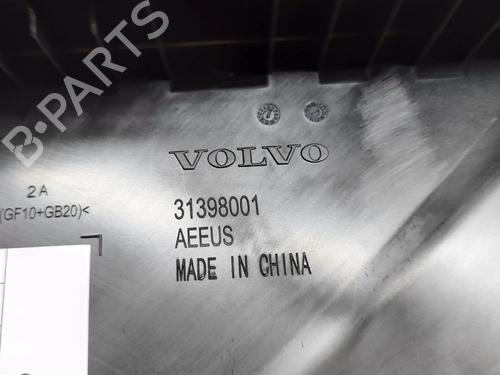 B-PARTS
VOLVO
2A
(GF10+GB20)<
31398001
AEEUS
MADE IN CHINA